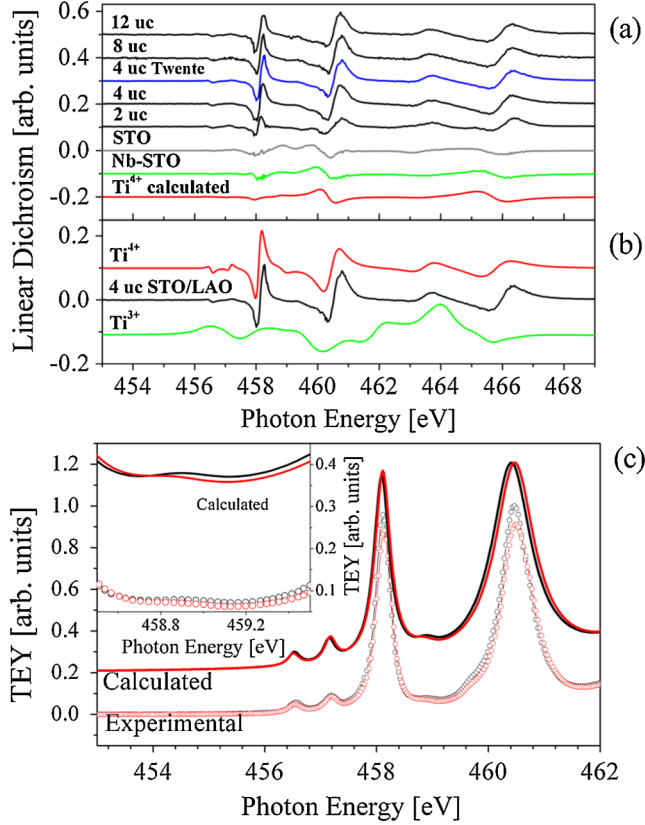 (a)
Linear Dichroism [arb. units]
0.6
0.4
0.2
0.0
-0.2
12 uc
8 uc
4 uc Twente
4 uc
2 uc
STO
Nb-STO
Ti⁴⁺ calculated
(b)
0.2
0.0
-0.2
Ti⁴⁺
4 uc STO/LAO
Ti³⁺
454 456 458 460 462 464 466 468
Photon Energy [eV]
(c)
TEY [arb. units]
1.2
1.0
0.8
0.6
0.4
0.2
0.0
Calculated
0.4
0.3
0.2
0.1
TEY [arb. units]
458.8 459.2
Photon Energy [eV]
Calculated
Experimental
454 456 458 460 462
Photon Energy [eV]